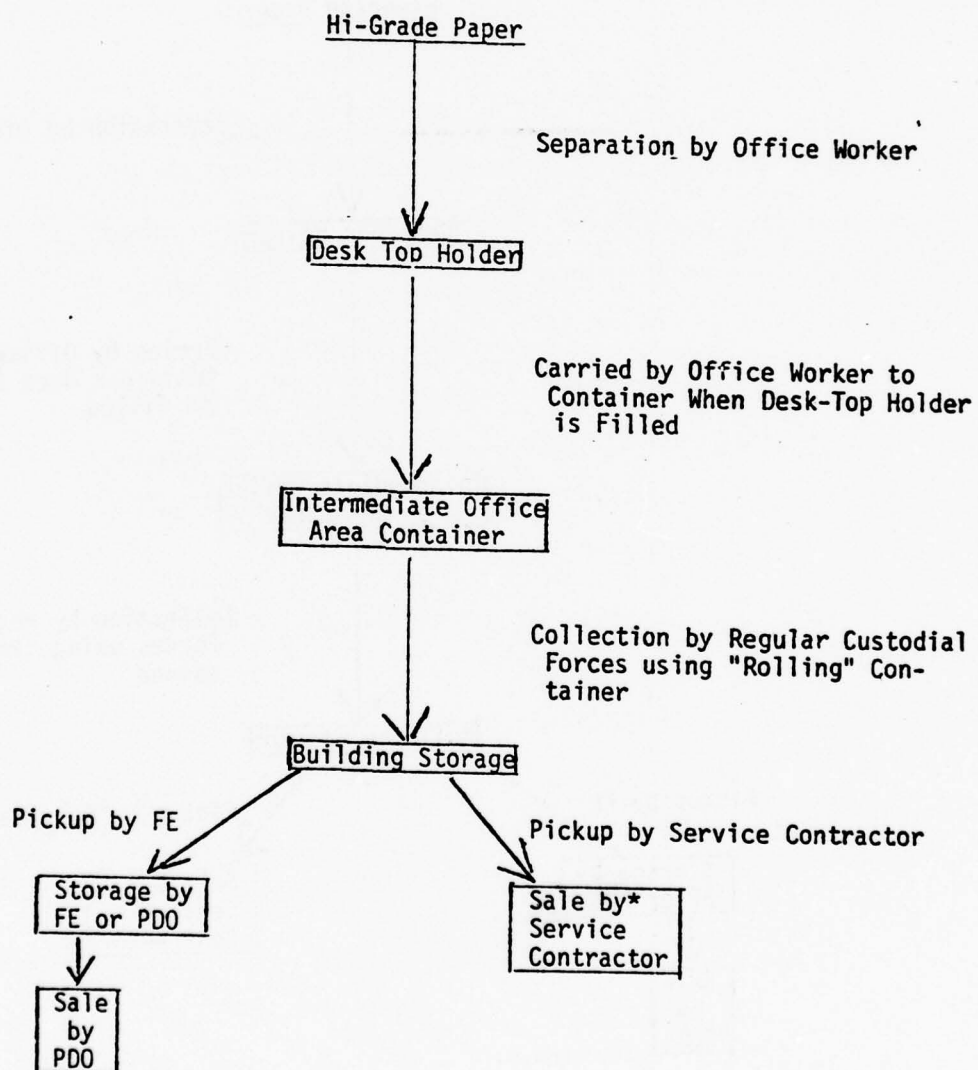 Hi-Grade Paper
Separation by Office Worker
Desk Top Holder
Carried by Office Worker to
Container When Desk-Top Holder
is Filled
Intermediate Office
Area Container
Collection by Regular Custodial
Forces using "Rolling" Con-
tainer
Building Storage
Pickup by FE
Pickup by Service Contractor
Storage by
FE or PDO
Sale by*
Service
Contractor
Sale
by
PDO